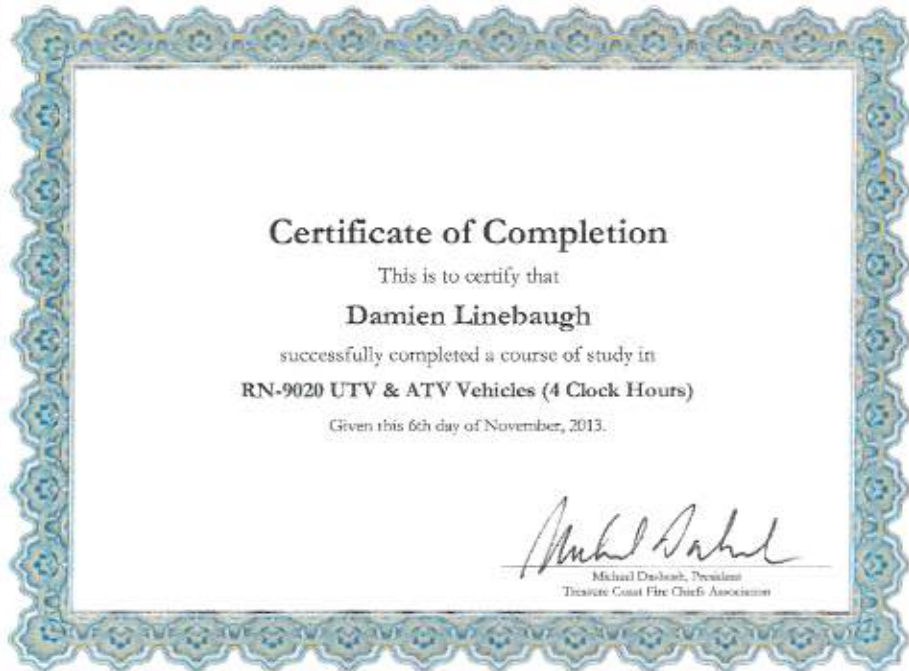 Certificate of Completion
This is to certify that
Damien Linebaugh
successfully completed a course of study in
RN-9020 UTV & ATV Vehicles (4 Clock Hours)
Given this 6th day of November, 2013.
Michael President
Treasure Coast Fire Chiefs Association